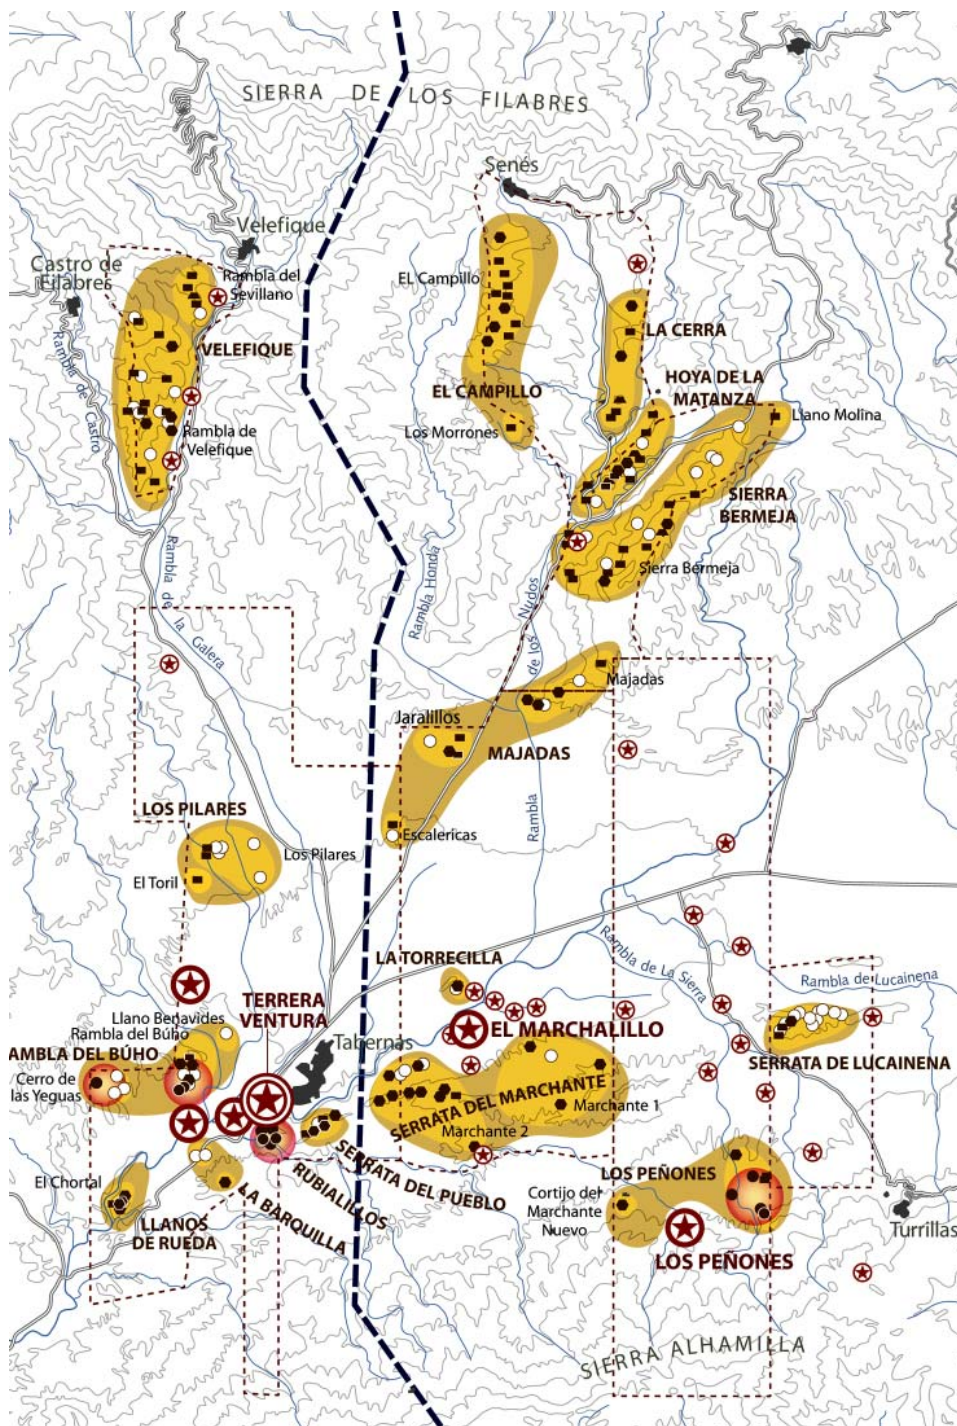 SIERRA DE LOS FILABRES
Senés
Velefique
Castro de
Filabres
Rambla del
Sevillano
EL Campillo
VELEFIQUE
LA CERRA
Rambla de Castro
EL CAMPILLO
HOYA DE LA
MATANZA
Los Morrones
Llano Molina
Rambla de
Velefique
SIERRA
BERMEJA
Sierra Bermeja
Rambla de la Galera
Rambla Honda
Rambla de los Nudos
Majadas
Jaralillos
MAJADAS
LOS PILARES
Escalericas
Los Pilares
El Toril
LA TORRECILLA
Rambla de La Sierra
Rambla de Lucainena
TERRERA
VENTURA
Llano Benavides
Rambla del Búho
EL MARCHALILLO
Tabernas
AMBLA DEL BÚHO
Cerro de
las Yeguas
SERRATA DE LUCAINENA
SERRATA DEL MARCHANTE
Marchante 1
Marchante 2
El Chortal
SERRATA DEL PUEBLO
RUBIALILLOS
LA BARQUILLA
LLANOS
DE RUEDA
LOS PEÑONES
Cortijo del
Marchante
Nuevo
Turrillas
LOS PEÑONES
SIERRA ALHAMILLA